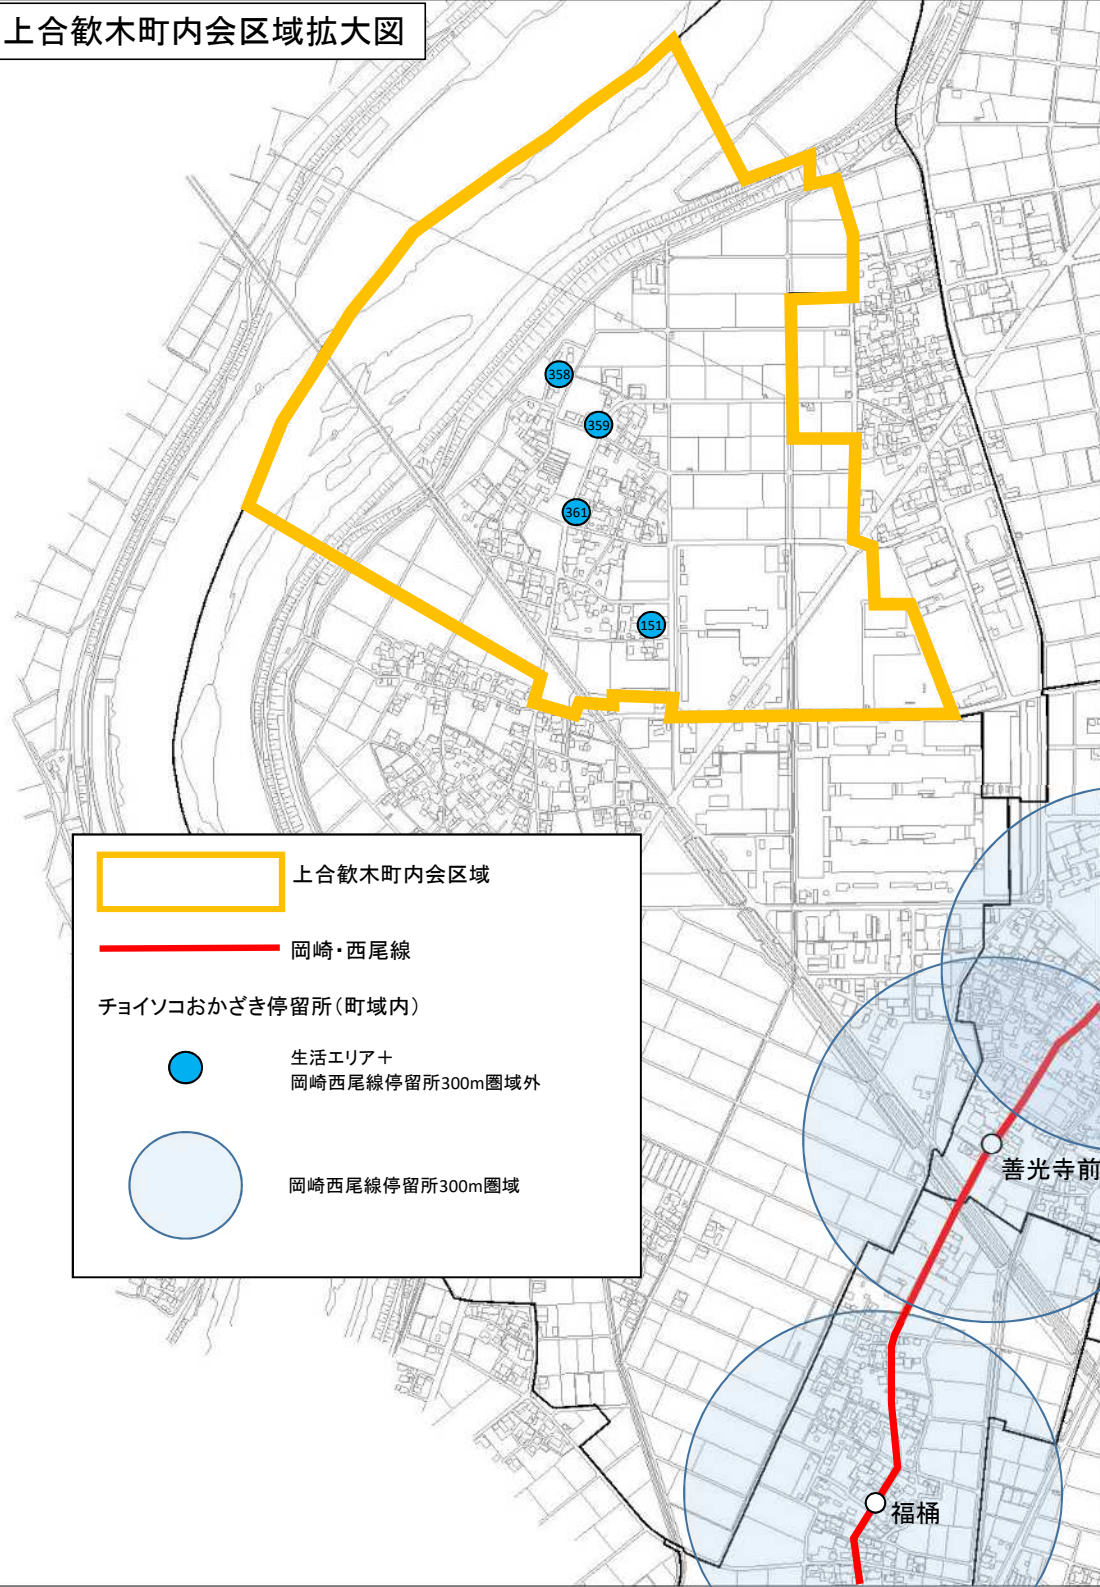 上合歓木町内会区域拡大図
358
359
361
151
上合歓木町内会区域
岡崎・西尾線
チョイソコおかざき停留所（町域内）
生活エリア＋
岡崎西尾線停留所300m圏域外
岡崎西尾線停留所300m圏域
善光寺前
福桶